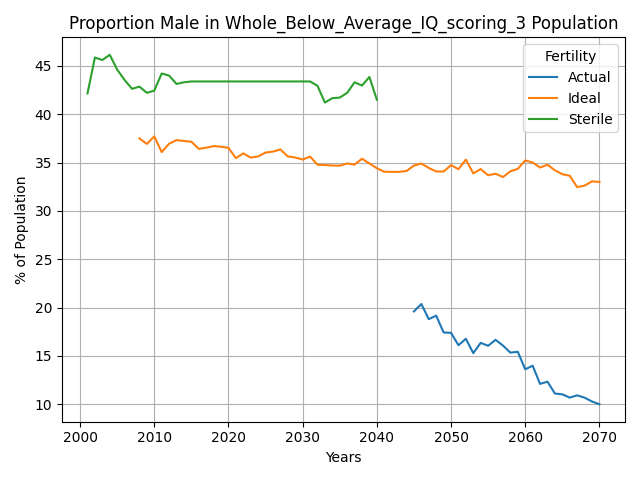 Proportion Male in Whole_Below_Average_IQ_scoring_3 Population
Fertility
Actual
Ideal
Sterile
% of Population
45
40
35
30
25
20
15
10
2000 2010 2020 2030 2040 2050 2060 2070
Years